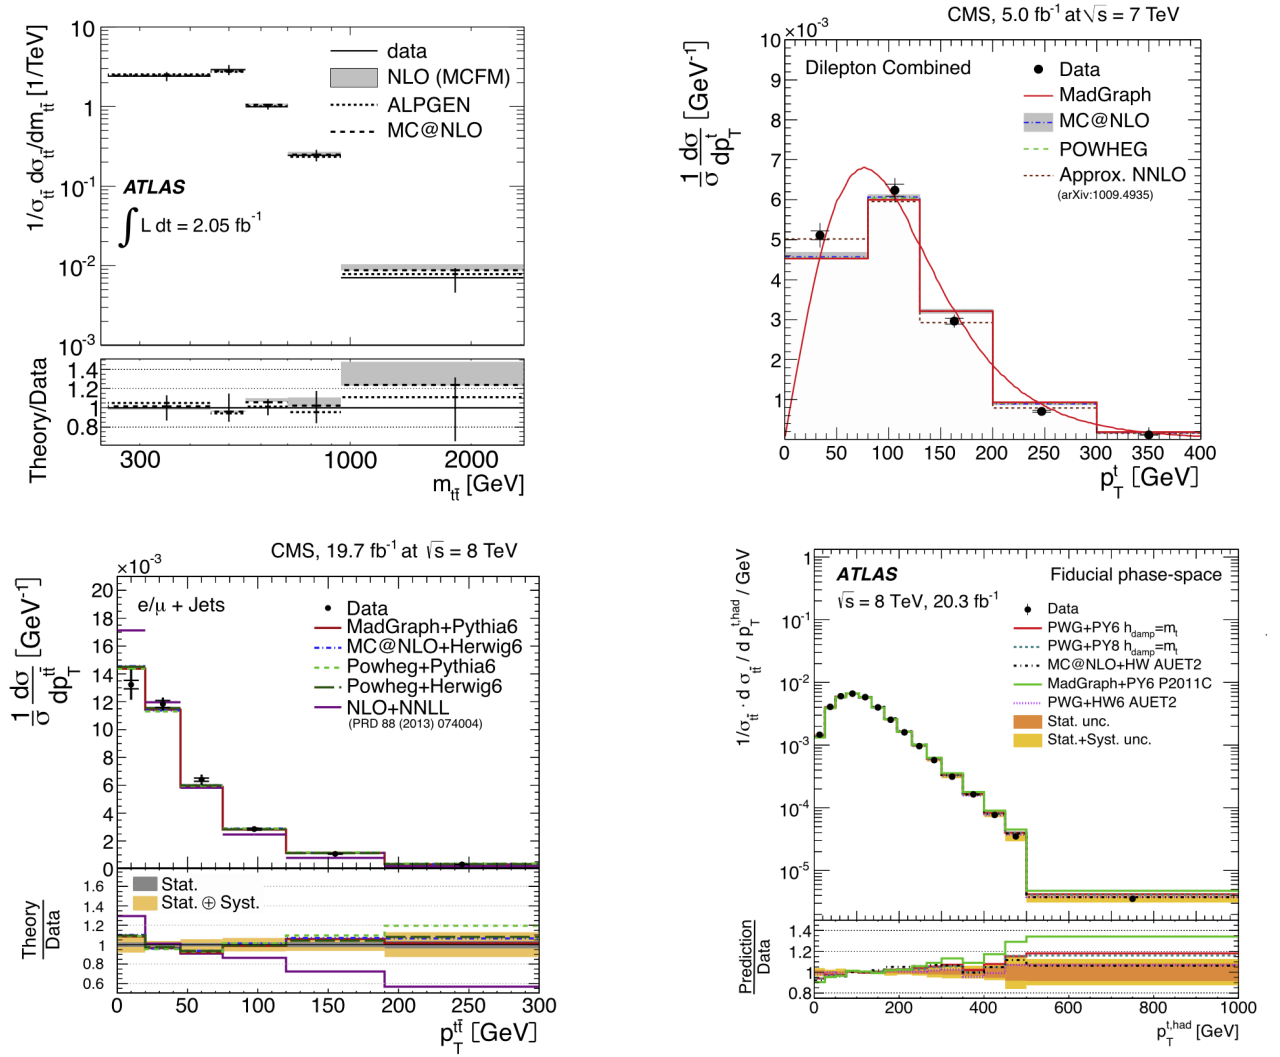 10
1
10⁻¹
10⁻²
10⁻³
1/σ_tt̄ dσ_tt̄/dm_tt̄ [1/TeV]
data
NLO (MCFM)
ALPGEN
MC@NLO
ATLAS
∫ L dt = 2.05 fb⁻¹
Theory/Data
1.4
1.2
1
0.8
300
1000
2000
m_tt̄ [GeV]
CMS, 5.0 fb⁻¹ at √s = 7 TeV
×10⁻³
10
9
8
7
6
5
4
3
2
1
1/σ dσ/dp_T^t [GeV⁻¹]
Dilepton Combined
Data
MadGraph
MC@NLO
POWHEG
Approx. NNLO
(arXiv:1009.4935)
0 50 100 150 200 250 300 350 400
p_T^t [GeV]
CMS, 19.7 fb⁻¹ at √s = 8 TeV
×10⁻³
20
18
16
14
12
10
8
6
4
2
0
1/σ dσ/dp_T^tt̄ [GeV⁻¹]
e/μ + Jets
Data
MadGraph+Pythia6
MC@NLO+Herwig6
Powheg+Pythia6
Powheg+Herwig6
NLO+NNLL
(PRD 88 (2013) 074004)
Theory
Data
1.6
1.4
1.2
1
0.8
0.6
Stat.
Stat. ⊕ Syst.
0 50 100 150 200 250 300
p_T^tt̄ [GeV]
1
10⁻¹
10⁻²
10⁻³
10⁻⁴
10⁻⁵
1/σ_tt̄ · d σ_tt̄ / d p_T^t,had / GeV
ATLAS
Fiducial phase-space
√s = 8 TeV, 20.3 fb⁻¹
Data
PWG+PY6 h_damp=m_t
PWG+PY8 h_damp=m_t
MC@NLO+HW AUET2
MadGraph+PY6 P2011C
PWG+HW6 AUET2
Stat. unc.
Stat.+Syst. unc.
Prediction
Data
1.4
1.2
1
0.8
0 200 400 600 800 1000
p_T^t,had [GeV]